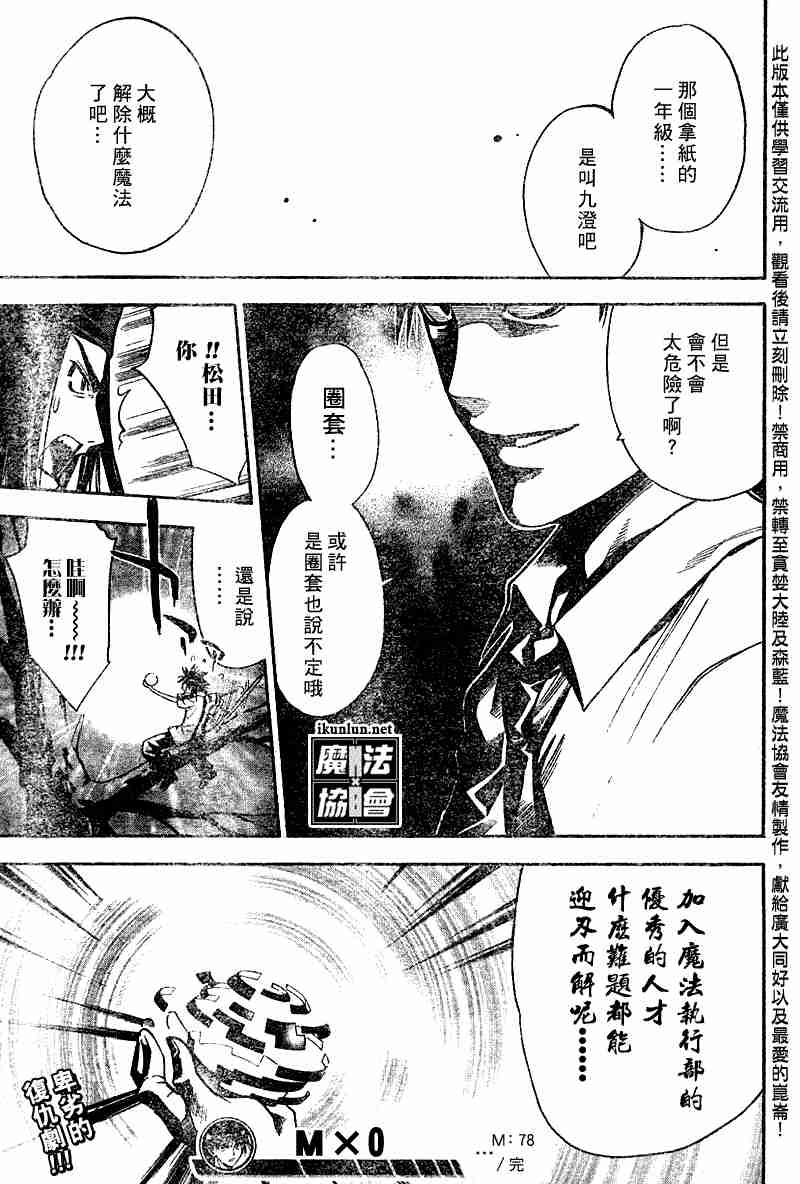 那個拿紙的
一年級……
是叫九澄吧
大概
解除什麼魔法
了吧…
但是
會不會
太危險了啊?
圈套…
或許
是圈套也說不定哦
!!松田…
你
還是說
……
哇啊~~~!!!
怎麼辦…
ikunlun.net
魔法
M×0
協會
加入魔法執行部的
優秀的人才
什麽難題都能
迎刃而解呢……
卑劣的
復仇劇!!!
M×0
M:78
…
/完
此版本僅供學習交流用,觀看後請立刻刪除!禁商用,禁轉至貪婪大陸及森藍!魔法協會友情製作,獻給廣大同好以及最愛的崑崙!